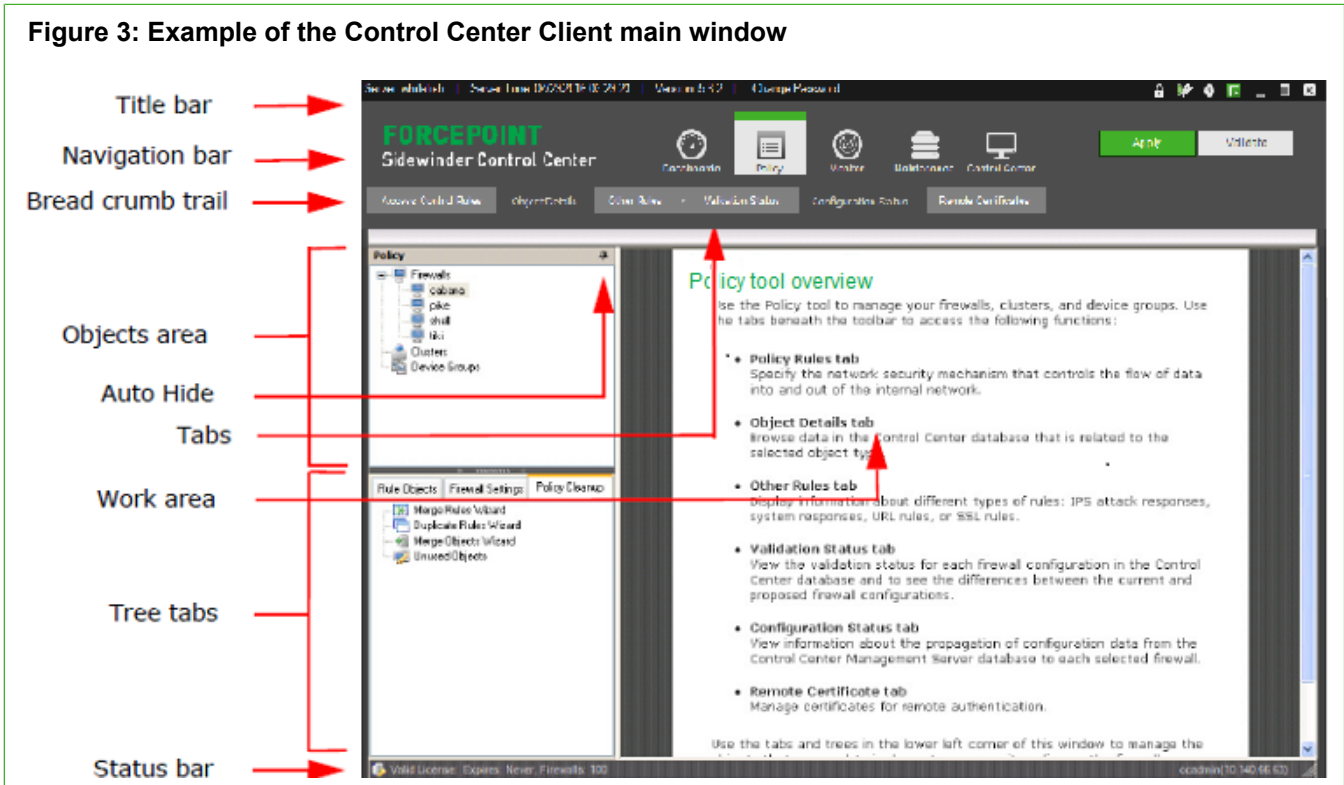 Figure 3: Example of the Control Center Client main window
Title bar
Navigation bar
Bread crumb trail
Objects area
Auto Hide
Tabs
Work area
Tree tabs
Status bar
Change Password
FORCEPOINT
Sidewinder Control Center
Dashboards
Policy
Monitor
Maintenance
Control Center
Apply
Validate
Access Control Rules
Object Details
Other Rules
Validation Status
Configuration Status
Remote Certificates
Policy
Firewalls
cabana
pike
shell
tiki
Clusters
Device Groups
Rule Objects
Firewall Settings
Policy Cleanup
Merge Rules Wizard
Duplicate Rules Wizard
Merge Objects Wizard
Unused Objects
Policy tool overview
Use the Policy tool to manage your firewalls, clusters, and device groups. Use
the tabs beneath the toolbar to access the following functions:
• Policy Rules tab
Specify the network security mechanism that controls the flow of data
into and out of the internal network.
• Object Details tab
Browse data in the Control Center database that is related to the
selected object type.
• Other Rules tab
Display information about different types of rules: IPS attack responses,
system responses, URL rules, or SSL rules.
• Validation Status tab
View the validation status for each firewall configuration in the Control
Center database and to see the differences between the current and
proposed firewall configurations.
• Configuration Status tab
View information about the propagation of configuration data from the
Control Center Management Server database to each selected firewall.
• Remote Certificate tab
Manage certificates for remote authentication.
Use the tabs and trees in the lower left corner of this window to manage the
Valid License: Expires: Never, Firewalls: 100